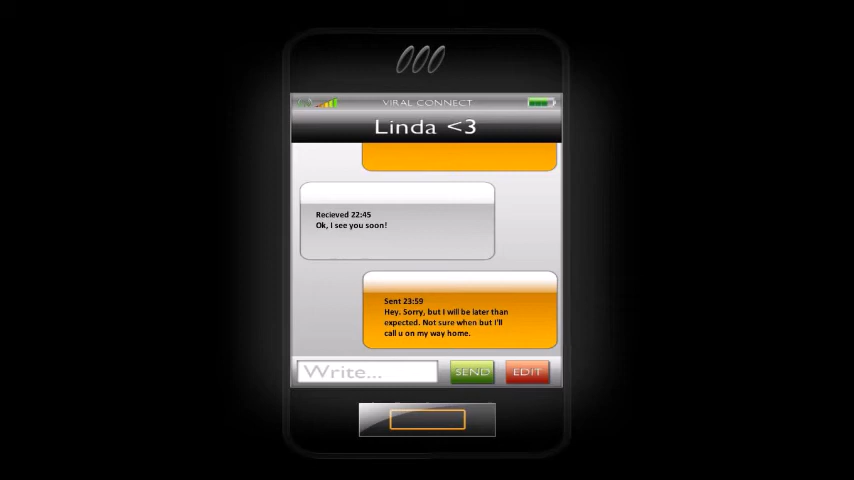 VIRAL CONNECT
Linda <3
Recieved 22:45
Ok, I see you soon!
Sent 23:59
Hey. Sorry, but I will be later than
expected. Not sure when but I'll
call u on my way home.
Write...
SEND
EDIT